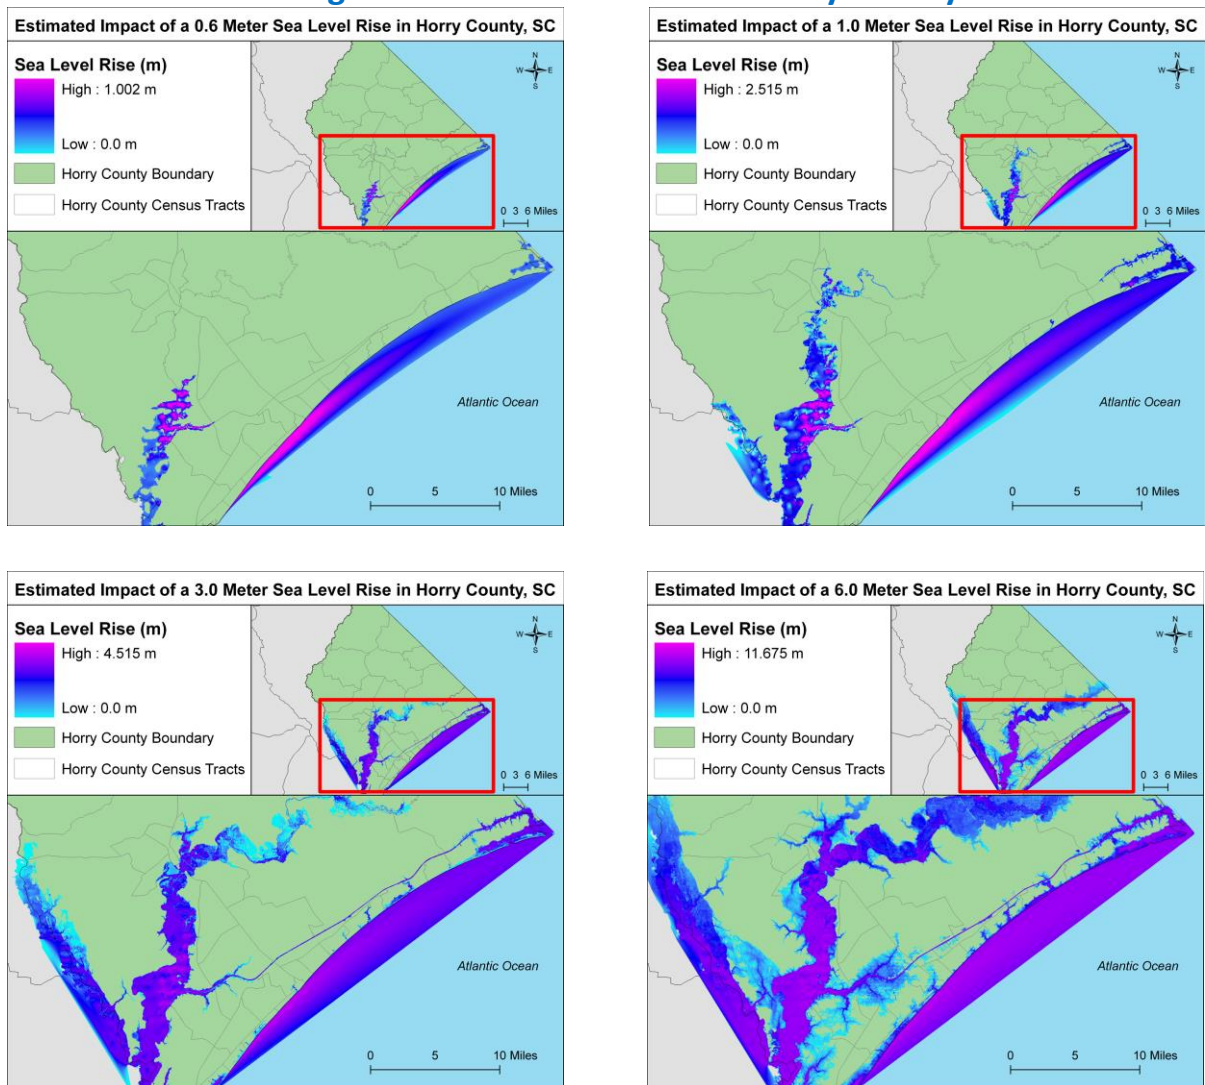 Estimated Impact of a 0.6 Meter Sea Level Rise in Horry County, SC
Sea Level Rise (m)
High : 1.002 m
Low : 0.0 m
Horry County Boundary
Horry County Census Tracts
N
W E
S
0 3 6 Miles
Atlantic Ocean
0 5 10 Miles
Estimated Impact of a 1.0 Meter Sea Level Rise in Horry County, SC
Sea Level Rise (m)
High : 2.515 m
Low : 0.0 m
Horry County Boundary
Horry County Census Tracts
N
W E
S
0 3 6 Miles
Atlantic Ocean
0 5 10 Miles
Estimated Impact of a 3.0 Meter Sea Level Rise in Horry County, SC
Sea Level Rise (m)
High : 4.515 m
Low : 0.0 m
Horry County Boundary
Horry County Census Tracts
N
W E
S
0 3 6 Miles
Atlantic Ocean
0 5 10 Miles
Estimated Impact of a 6.0 Meter Sea Level Rise in Horry County, SC
Sea Level Rise (m)
High : 11.675 m
Low : 0.0 m
Horry County Boundary
Horry County Census Tracts
N
W E
S
0 3 6 Miles
Atlantic Ocean
0 5 10 Miles